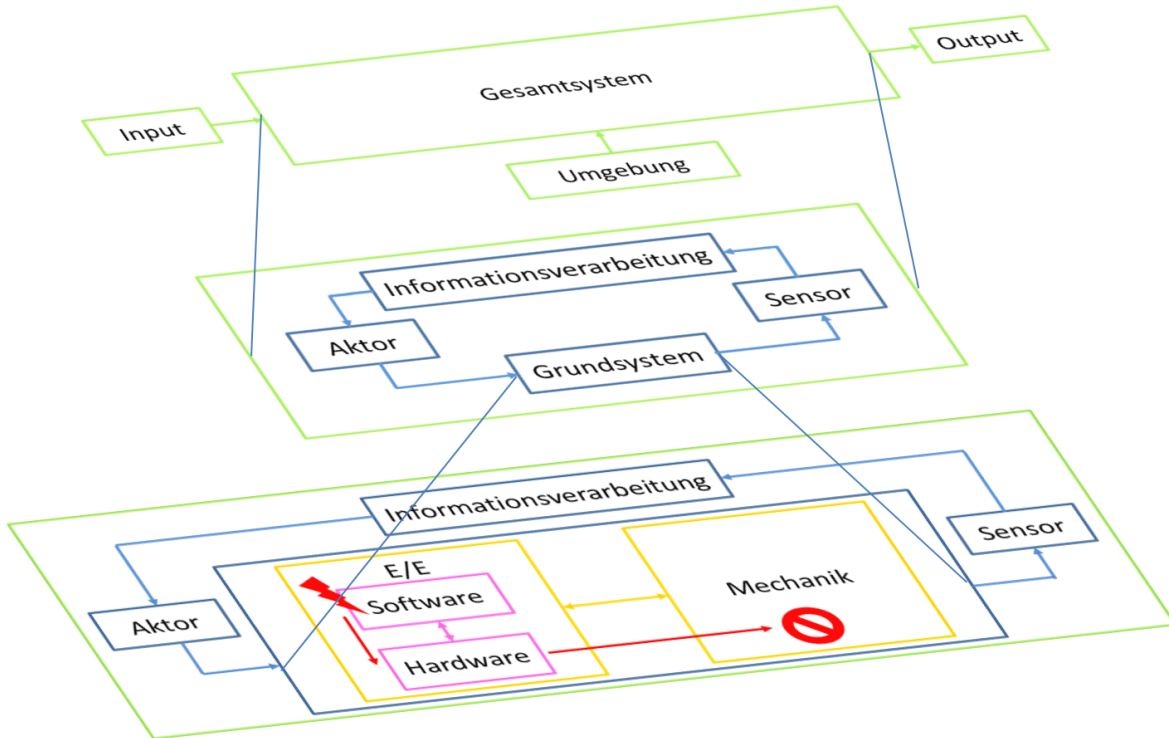 Output
Gesamtsystem
Input
Umgebung
Informationsverarbeitung
Sensor
Aktor
Grundsystem
Informationsverarbeitung
Sensor
E/E
Mechanik
Software
Aktor
Hardware